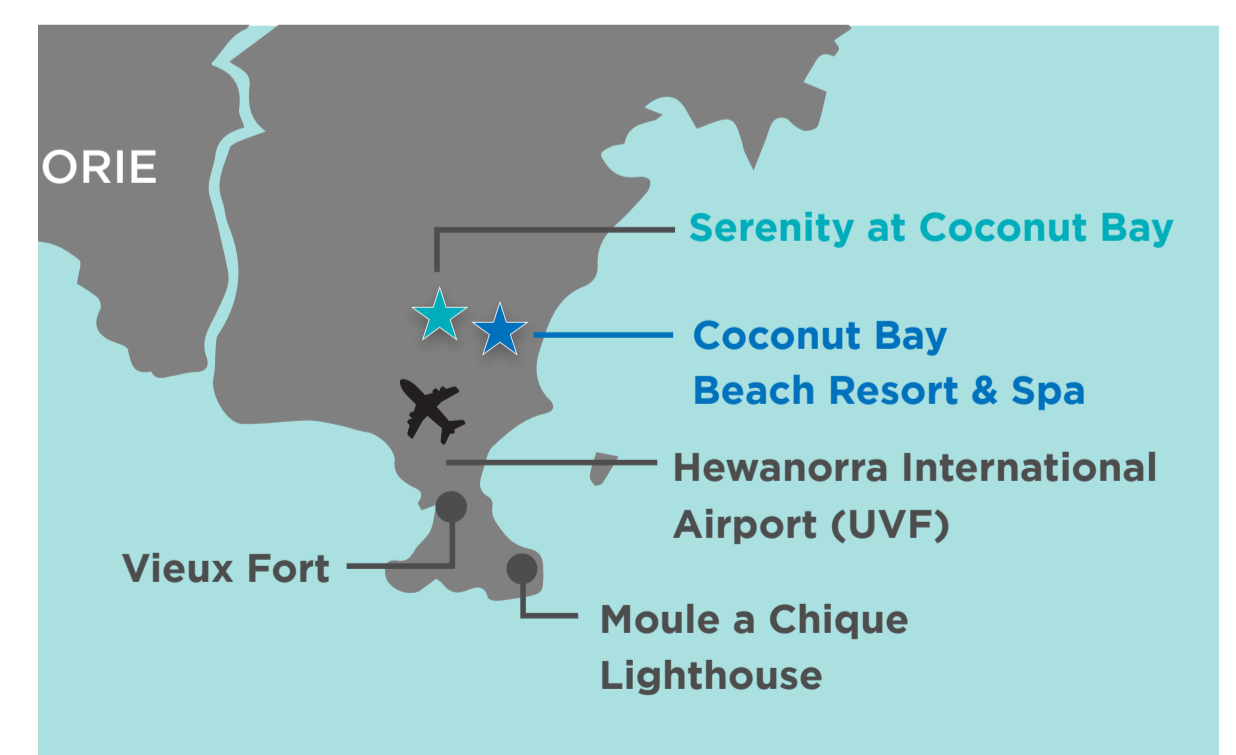 ORIE
Serenity at Coconut Bay
Coconut Bay
Beach Resort & Spa
Hewanorra International
Airport (UVF)
Vieux Fort
Moule a Chique
Lighthouse